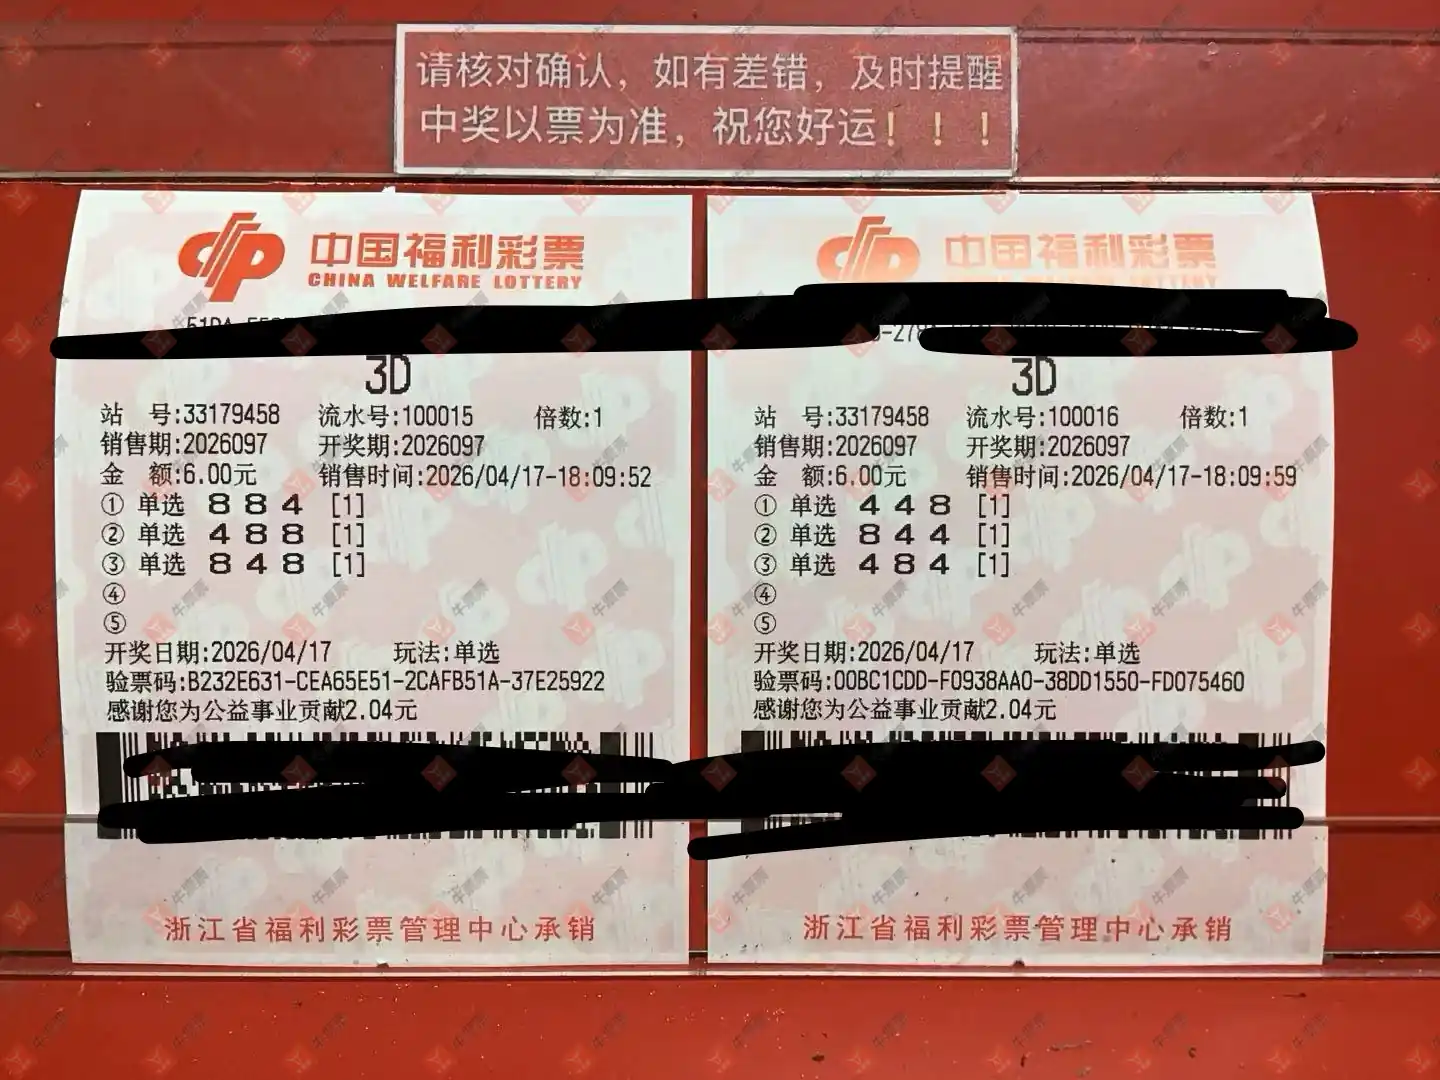 请核对确认，如有差错，及时提醒
中奖以票为准，祝您好运！！！
中国福利彩票
CHINA WELFARE LOTTERY
3D
站 号:33179458 流水号:100015 倍数:1
销售期:2026097 开奖期:2026097
金 额:6.00元 销售时间:2026/04/17-18:09:52
① 单选 8 8 4 [1]
② 单选 4 8 8 [1]
③ 单选 8 4 8 [1]
④
⑤
开奖日期:2026/04/17 玩法:单选
验票码:B232E631-CEA65E51-2CAFB51A-37E25922
感谢您为公益事业贡献2.04元
浙江省福利彩票管理中心承销
中国福利彩票
CHINA WELFARE LOTTERY
3D
站 号:33179458 流水号:100016 倍数:1
销售期:2026097 开奖期:2026097
金 额:6.00元 销售时间:2026/04/17-18:09:59
① 单选 4 4 8 [1]
② 单选 8 4 4 [1]
③ 单选 4 8 4 [1]
④
⑤
开奖日期:2026/04/17 玩法:单选
验票码:00BC1CDD-F0938AA0-38DD1550-FD075460
感谢您为公益事业贡献2.04元
浙江省福利彩票管理中心承销